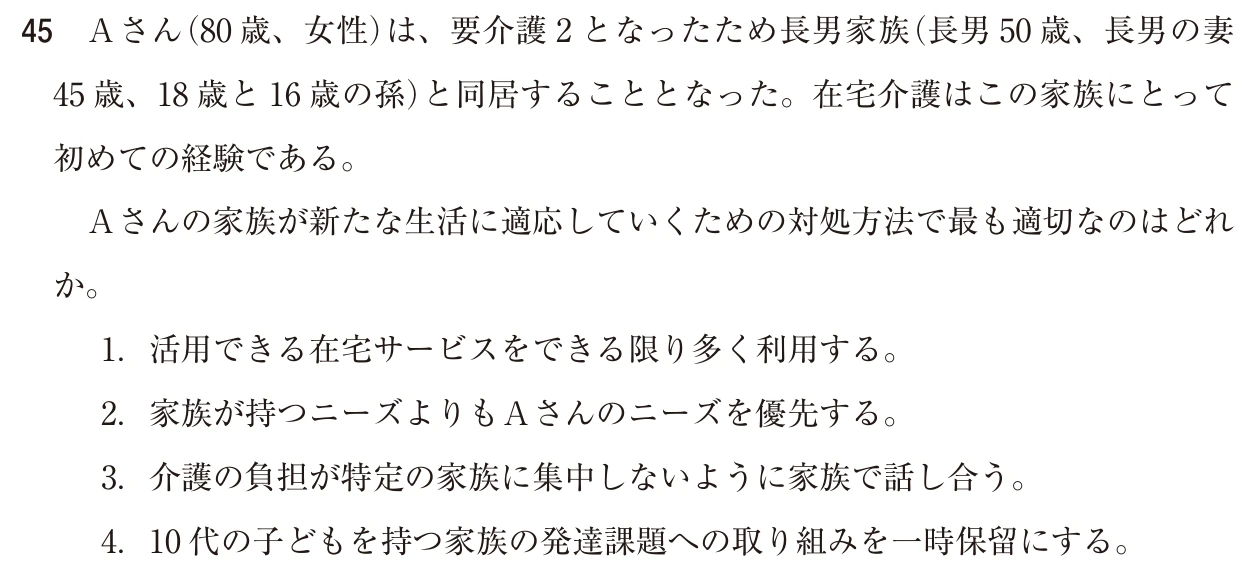 45 Aさん(80歳、女性)は、要介護2となったため長男家族(長男50歳、長男の妻
45歳、18歳と16歳の孫)と同居することとなった。在宅介護はこの家族にとって
初めての経験である。
Aさんの家族が新たな生活に適応していくための対処方法で最も適切なのはどれ
か。
1. 活用できる在宅サービスをできる限り多く利用する。
2. 家族が持つニーズよりもAさんのニーズを優先する。
3. 介護の負担が特定の家族に集中しないように家族で話し合う。
4. 10代の子どもを持つ家族の発達課題への取り組みを一時保留にする。